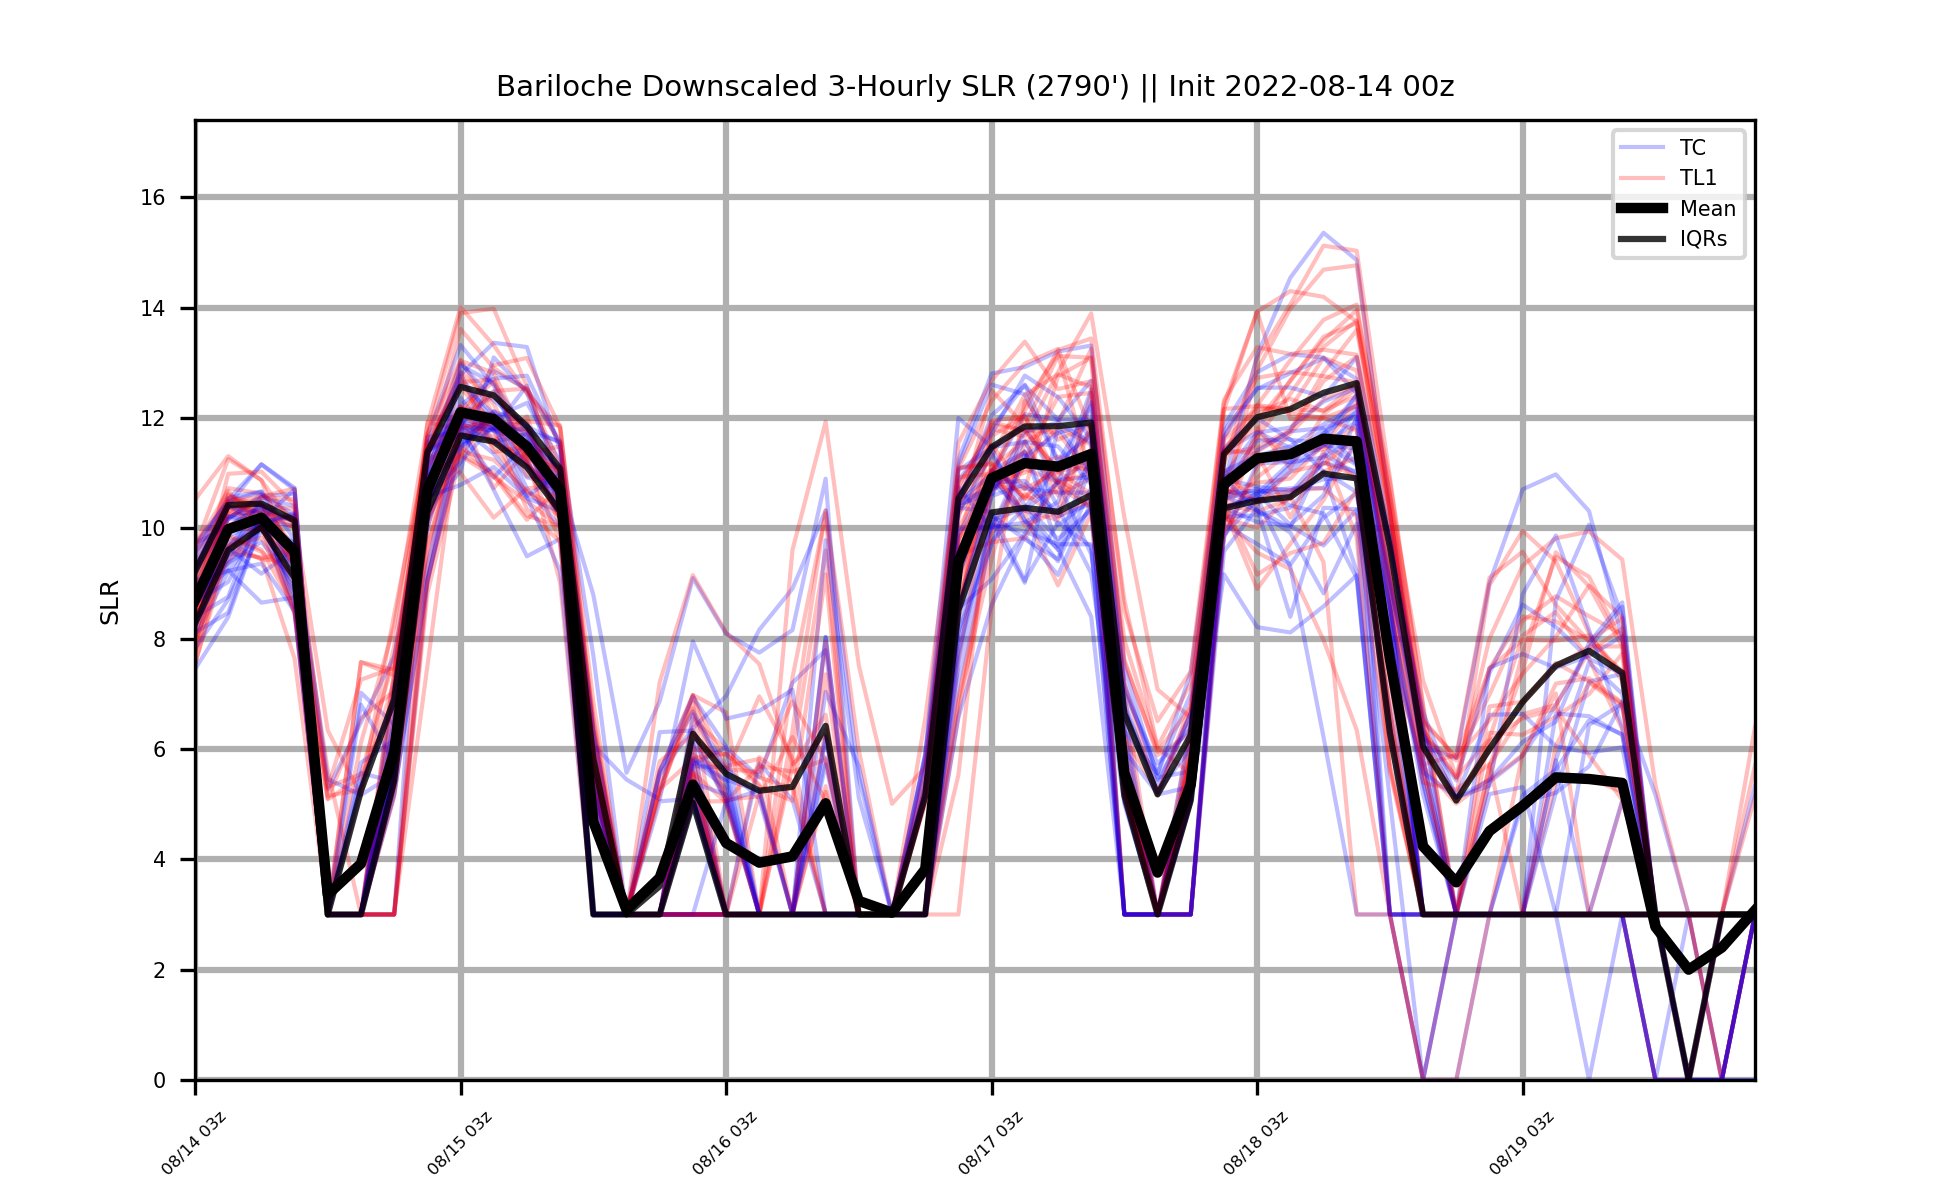 Bariloche Downscaled 3-Hourly SLR (2790') || Init 2022-08-14 00z
TC
TL1
Mean
IQRs
SLR
16
14
12
10
8
6
4
2
0
08/14 03z
08/15 03z
08/16 03z
08/17 03z
08/18 03z
08/19 03z